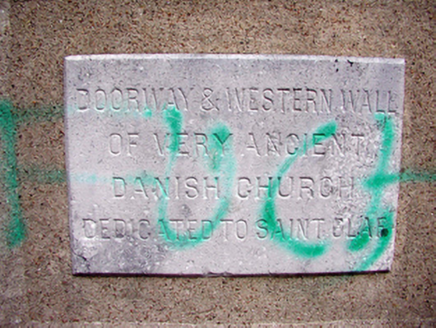 DOORWAY & WESTERN WALL
OF VERY ANCIENT
DANISH CHURCH
DEDICATED TO SAINT OLAF